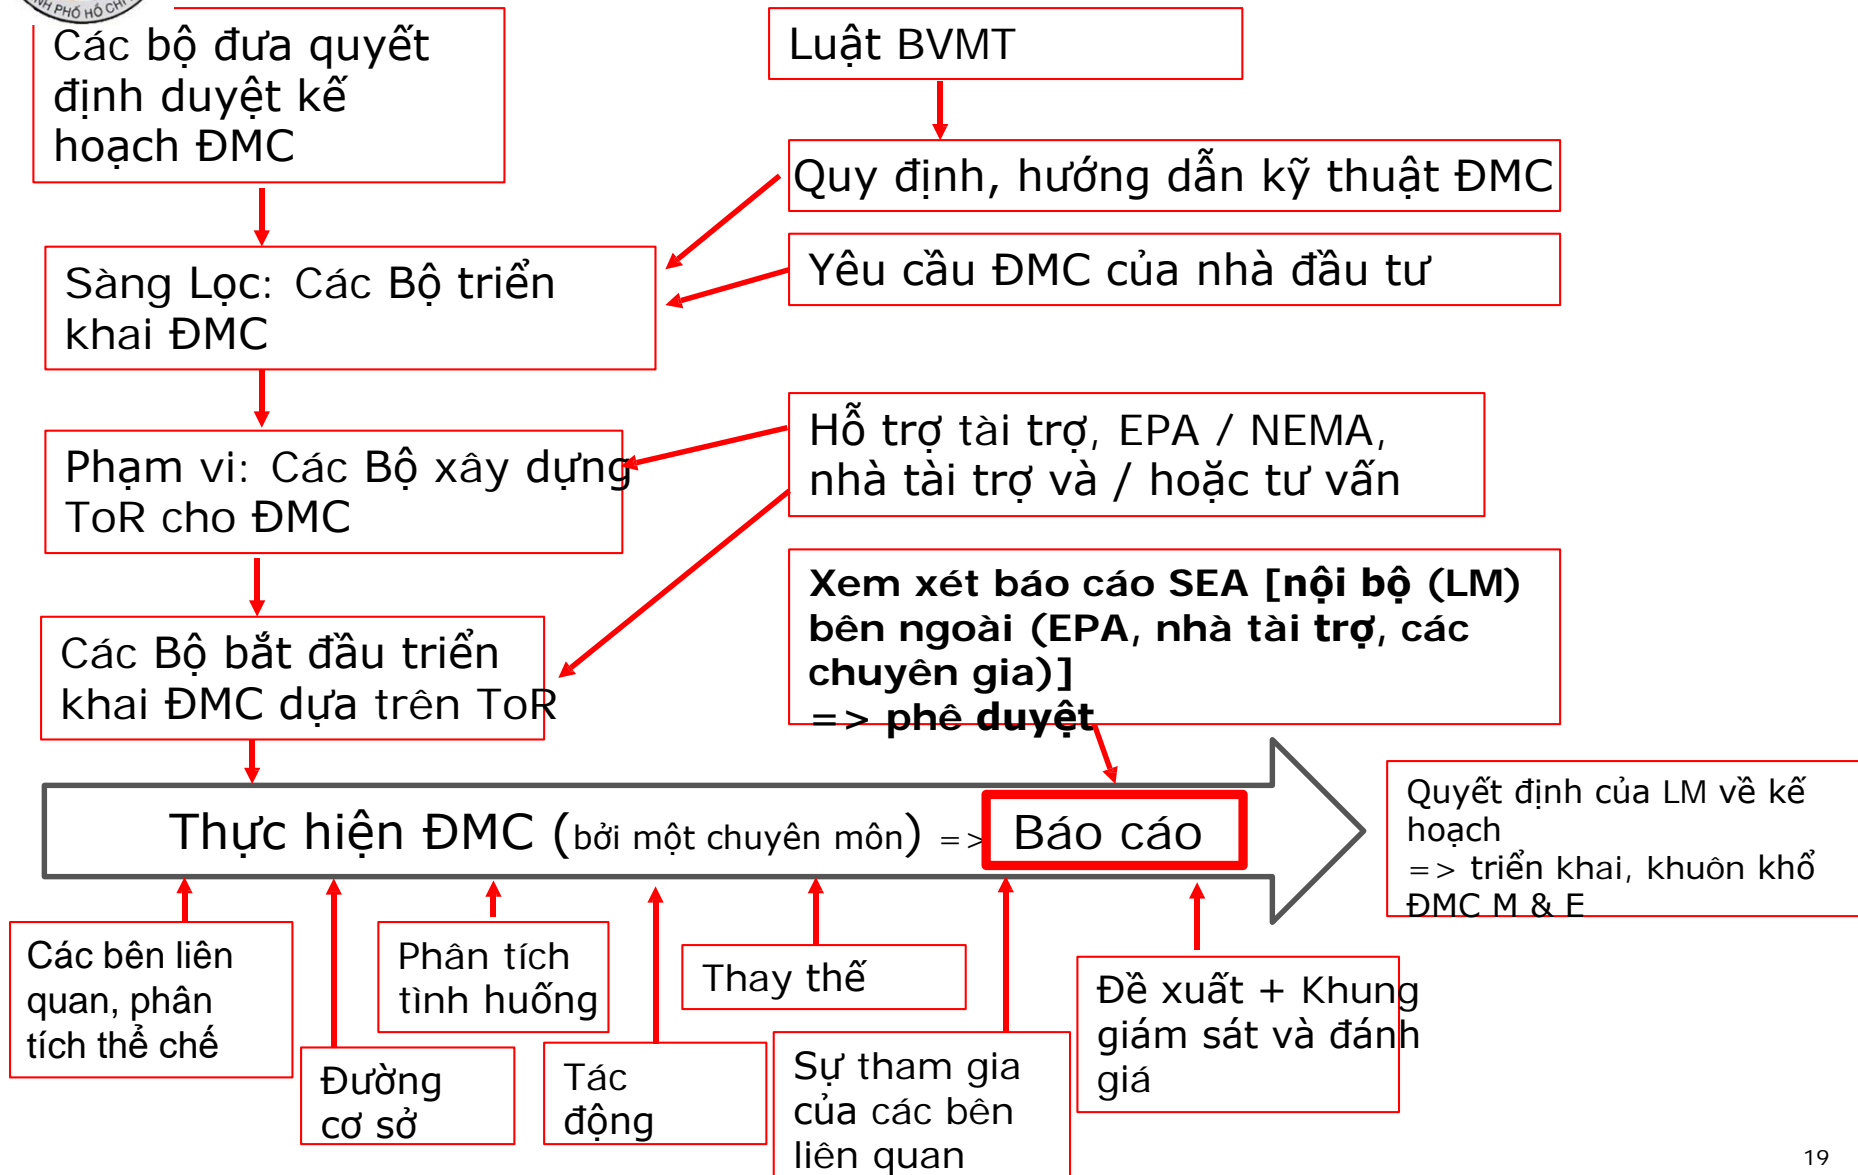 PHỐ HỒ CHÍ
Các bộ đưa quyết
định duyệt kế
hoạch ĐMC
Luật BVMT
Quy định, hướng dẫn kỹ thuật ĐMC
Sàng Lọc: Các Bộ triển
khai ĐMC
Yêu cầu ĐMC của nhà đầu tư
Phạm vi: Các Bộ xây dựng
ToR cho ĐMC
Hỗ trợ tài trợ, EPA / NEMA,
nhà tài trợ và / hoặc tư vấn
Các Bộ bắt đầu triển
khai ĐMC dựa trên ToR
Xem xét báo cáo SEA [nội bộ (LM)
bên ngoài (EPA, nhà tài trợ, các
chuyên gia)]
=> phê duyệt
Thực hiện ĐMC (bởi một chuyên môn) => Báo cáo
Quyết định của LM về kế
hoạch
=> triển khai, khuôn khổ
ĐMC M & E
Các bên liên
quan, phân
tích thể chế
Đường
cơ sở
Phân tích
tình huống
Tác
động
Thay thế
Sự tham gia
của các bên
liên quan
Đề xuất + Khung
giám sát và đánh
giá
19